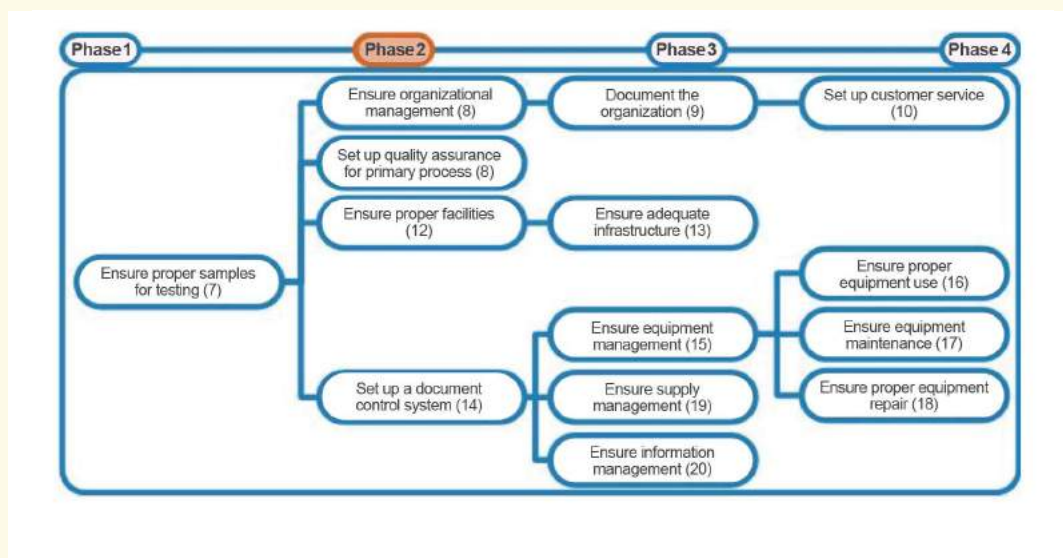 Phase 1
Phase 2
Phase 3
Phase 4
Ensure organizational
management (8)
Document the
organization (9)
Set up customer service
(10)
Set up quality assurance
for primary process (8)
Ensure proper facilities
(12)
Ensure adequate
infrastructure (13)
Ensure proper samples
for testing (7)
Ensure proper
equipment use (16)
Ensure equipment
management (15)
Ensure equipment
maintenance (17)
Set up a document
control system (14)
Ensure supply
management (19)
Ensure proper equipment
repair (18)
Ensure information
management (20)